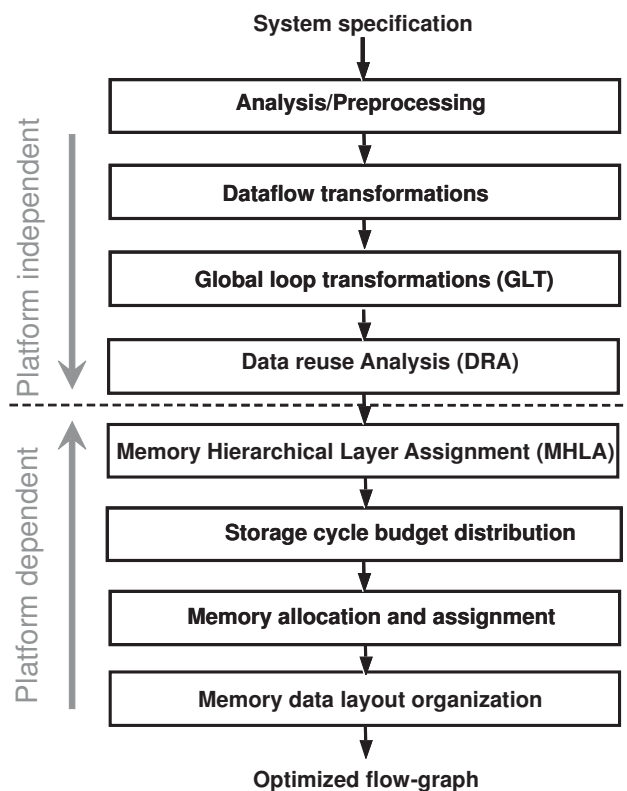 System specification
Analysis/Preprocessing
Dataflow transformations
Global loop transformations (GLT)
Data reuse Analysis (DRA)
Platform independent
Memory Hierarchical Layer Assignment (MHLA)
Storage cycle budget distribution
Memory allocation and assignment
Memory data layout organization
Platform dependent
Optimized flow-graph